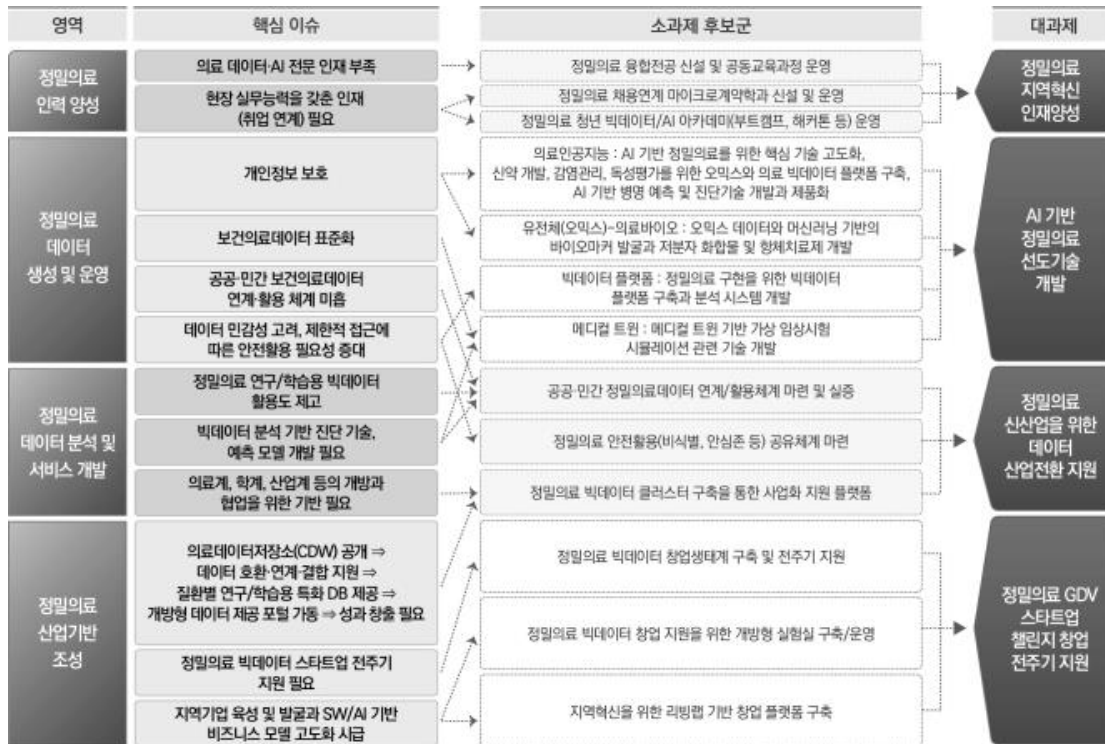 영역
핵심 이슈
소과제 후보군
대과제
정밀의료
인력 양성
의료 데이터·AI 전문 인재 부족
현장 실무능력을 갖춘 인재
(취업 연계) 필요
정밀의료 융합전공 신설 및 공동교육과정 운영
정밀의료 채용연계 마이크로계약학과 신설 및 운영
정밀의료 청년 빅데이터/AI 아카데미(부트캠프, 해커톤 등) 운영
정밀의료
지역혁신
인재양성
정밀의료
데이터
생성 및 운영
개인정보 보호
보건의료데이터 표준화
공공·민간 보건의료데이터
연계·활용 체계 미흡
데이터 민감성 고려, 제한적 접근에
따른 안전활용 필요성 증대
의료인공지능 : AI 기반 정밀의료를 위한 핵심 기술 고도화,
신약 개발, 감염관리, 독성평가를 위한 오믹스와 의료 빅데이터 플랫폼 구축,
AI 기반 병명 예측 및 진단기술 개발과 제품화
유전체(오믹스)-의료바이오 : 오믹스 데이터와 머신러닝 기반의
바이오마커 발굴과 저분자 화합물 및 항체치료제 개발
빅데이터 플랫폼 : 정밀의료 구현을 위한 빅데이터
플랫폼 구축과 분석 시스템 개발
메디컬 트윈 : 메디컬 트윈 기반 가상 임상시험
시뮬레이션 관련 기술 개발
AI 기반
정밀의료
선도기술
개발
정밀의료
데이터 분석 및
서비스 개발
정밀의료 연구/학습용 빅데이터
활용도 제고
빅데이터 분석 기반 진단 기술,
예측 모델 개발 필요
의료계, 학계, 산업계 등의 개방과
협업을 위한 기반 필요
공공·민간 정밀의료데이터 연계/활용체계 마련 및 실증
정밀의료 안전활용(비식별, 안심존 등) 공유체계 마련
정밀의료 빅데이터 클러스터 구축을 통한 사업화 지원 플랫폼
정밀의료
신산업을 위한
데이터
산업전환 지원
정밀의료
산업기반
조성
의료데이터저장소(CDW) 공개 ⇒
데이터 호환·연계·결합 지원 ⇒
질환별 연구/학습용 특화 DB 제공 ⇒
개방형 데이터 제공 포털 가동 ⇒ 성과 창출 필요
정밀의료 빅데이터 스타트업 전주기
지원 필요
지역기업 육성 및 발굴과 SW/AI 기반
비즈니스 모델 고도화 시급
정밀의료 빅데이터 창업생태계 구축 및 전주기 지원
정밀의료 빅데이터 창업 지원을 위한 개방형 실험실 구축/운영
지역혁신을 위한 리빙랩 기반 창업 플랫폼 구축
정밀의료 GDV
스타트업
챌린지 창업
전주기 지원